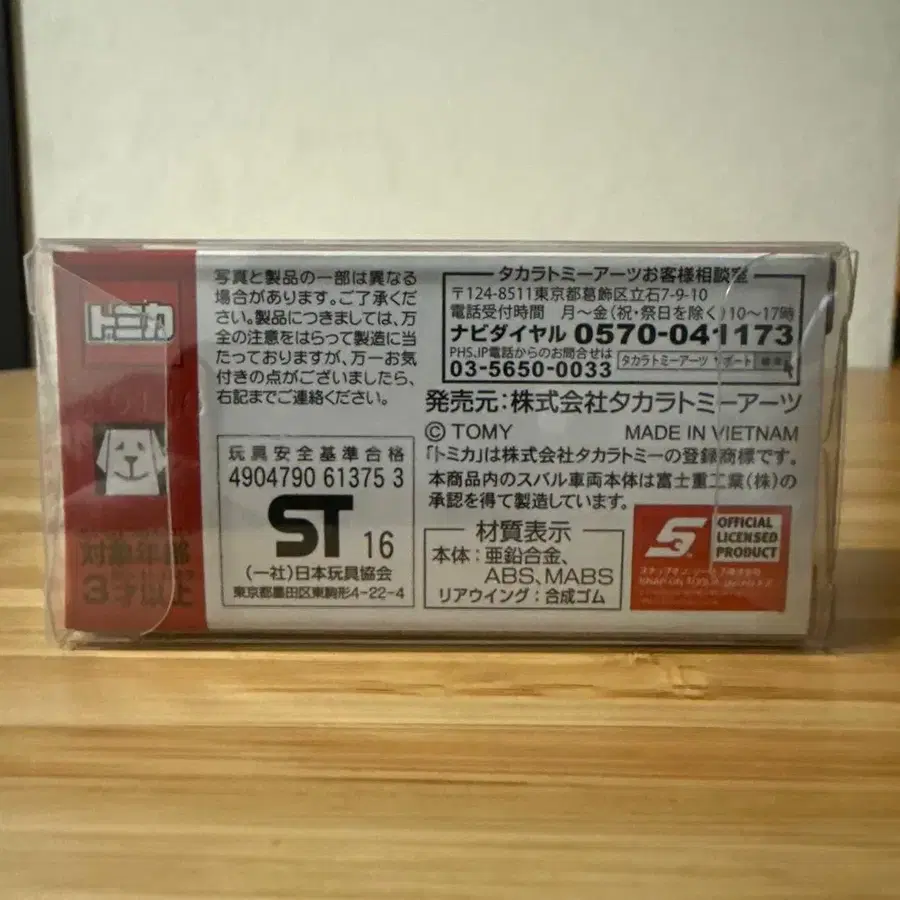 トミカ
対象年齢
3才以上
写真と製品の一部は異なる
場合があります。ご了承くださ
い。製品につきましては、万
全の注意をはらって製造に当
たっておりますが、万一お気
付きの点がございましたら、
右記までご連絡ください。
玩具安全基準合格
4904790 61375 3
ST 16
(一社)日本玩具協会
東京都墨田区東駒形4-22-4
タカラトミーアーツお客様相談室
〒124-8511東京都葛飾区立石7-9-10
電話受付時間 月~金(祝・祭日を除く)10~17時
ナビダイヤル 0570-041173
PHS、IP電話からのお問合せは
03-5650-0033
タカラトミーアーツ サポート 検索
発売元:株式会社タカラトミーアーツ
© TOMY MADE IN VIETNAM
「トミカ」は株式会社タカラトミーの登録商標です。
本商品内のスバル車両本体は富士重工業(株)の
承認を得て製造しています。
材質表示
本体:亜鉛合金、
ABS、MABS
リアウイング:合成ゴム
S
OFFICIAL
LICENSED
PRODUCT